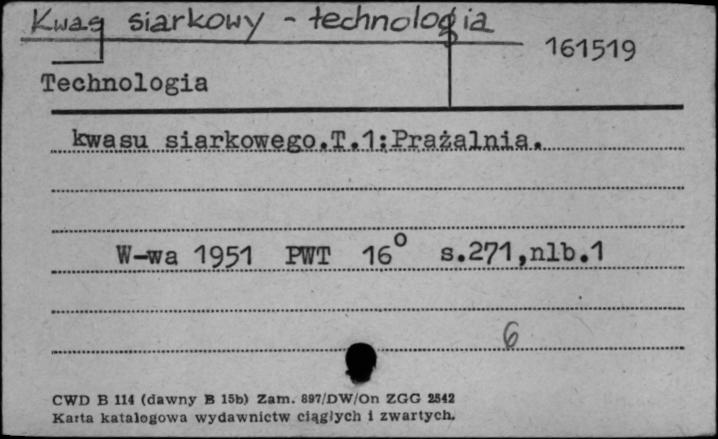 Kwas siarkowy - technologia
161519
Technologia
kwasu siarkowego.T.1:Prażalnia.
W-wa 1951 PWT 16° s.271,nlb.1
6
CWD B 114 (dawny B 15b) Zam. 897/DW/On ZGG 2542
Karta katalogowa wydawnictw ciągłych i zwartych.